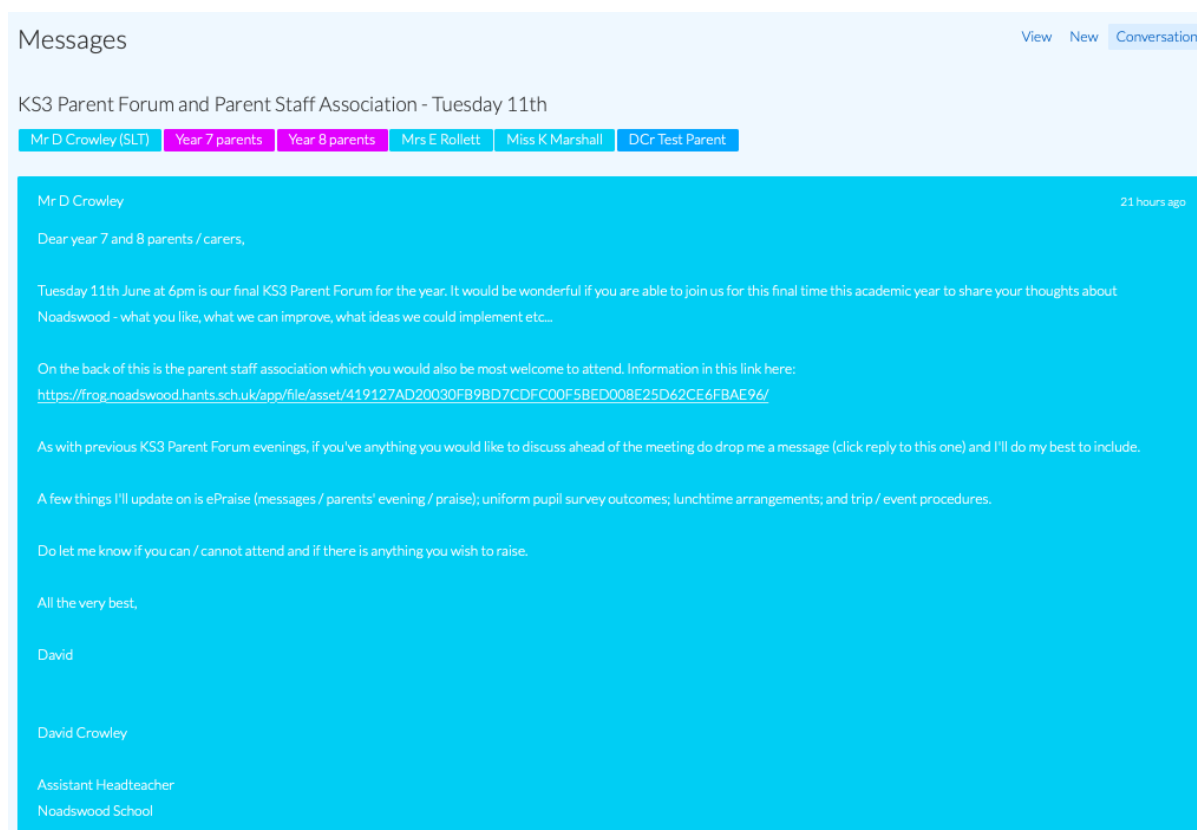 Messages
View New Conversation
KS3 Parent Forum and Parent Staff Association - Tuesday 11th
Mr D Crowley (SLT) Year 7 parents Year 8 parents Mrs E Rollett Miss K Marshall DCr Test Parent
Mr D Crowley 21 hours ago
Dear year 7 and 8 parents / carers,
Tuesday 11th June at 6pm is our final KS3 Parent Forum for the year. It would be wonderful if you are able to join us for this final time this academic year to share your thoughts about
Noadswood - what you like, what we can improve, what ideas we could implement etc...
On the back of this is the parent staff association which you would also be most welcome to attend. Information in this link here:
https://frog.noadswood.hants.sch.uk/app/file/asset/419127AD20030FB9BD7CDFC00F5BED008E25D62CE6FBAE96/
As with previous KS3 Parent Forum evenings, if you've anything you would like to discuss ahead of the meeting do drop me a message (click reply to this one) and I'll do my best to include.
A few things I'll update on is ePraise (messages / parents' evening / praise); uniform pupil survey outcomes; lunchtime arrangements; and trip / event procedures.
Do let me know if you can / cannot attend and if there is anything you wish to raise.
All the very best,
David
David Crowley
Assistant Headteacher
Noadswood School